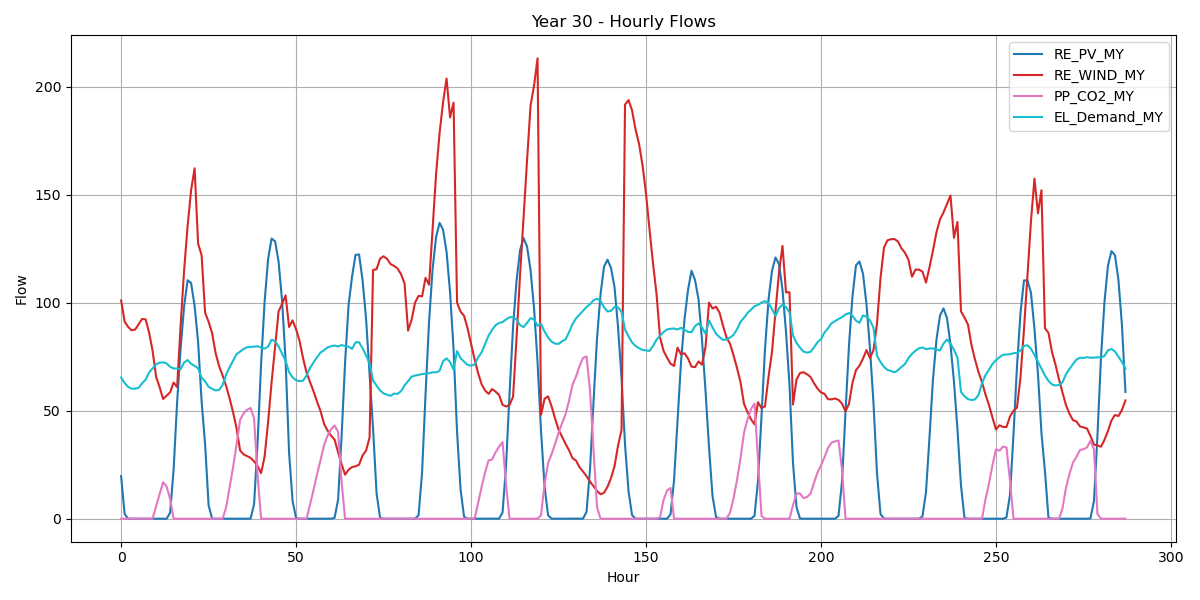 Year 30 - Hourly Flows
RE_PV_MY
RE_WIND_MY
PP_CO2_MY
EL_Demand_MY
200
150
100
50
0
Flow
0 50 100 150 200 250 300
Hour